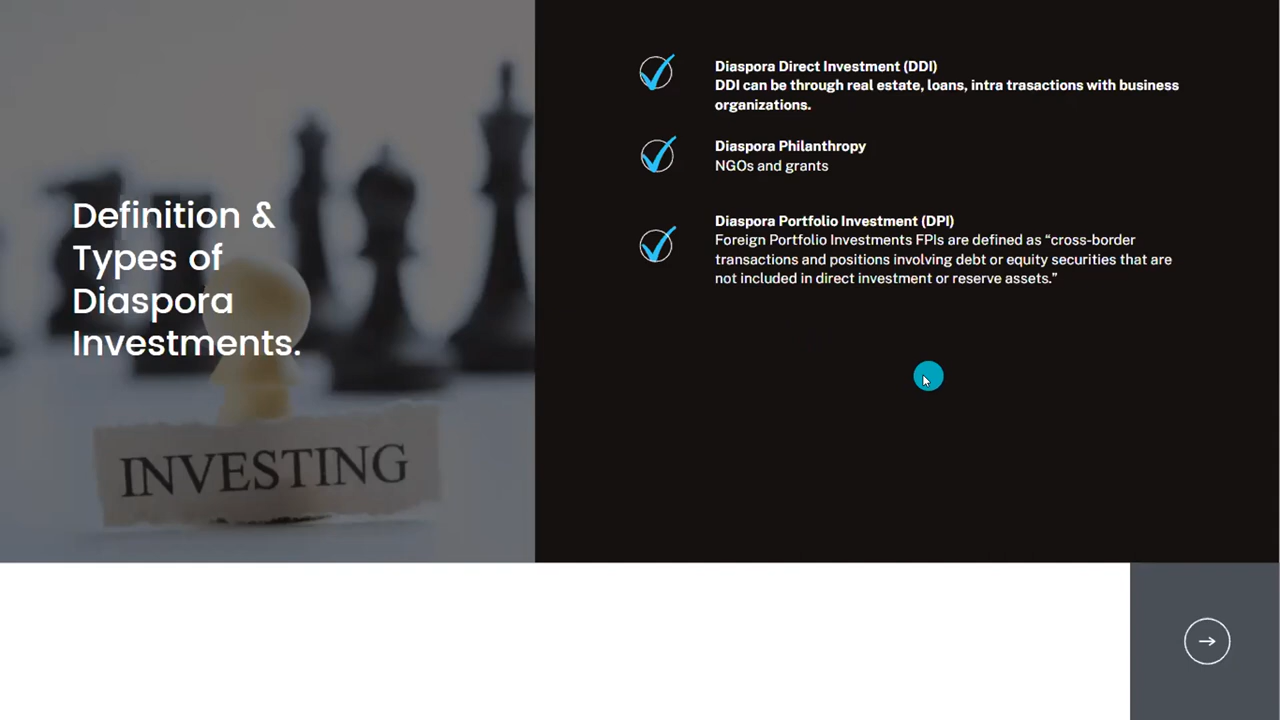 Definition &
Types of
Diaspora
Investments.
INVESTING
Diaspora Direct Investment (DDI)
DDI can be through real estate, loans, intra trasactions with business
organizations.
Diaspora Philanthropy
NGOs and grants
Diaspora Portfolio Investment (DPI)
Foreign Portfolio Investments FPIs are defined as “cross-border
transactions and positions involving debt or equity securities that are
not included in direct investment or reserve assets.”